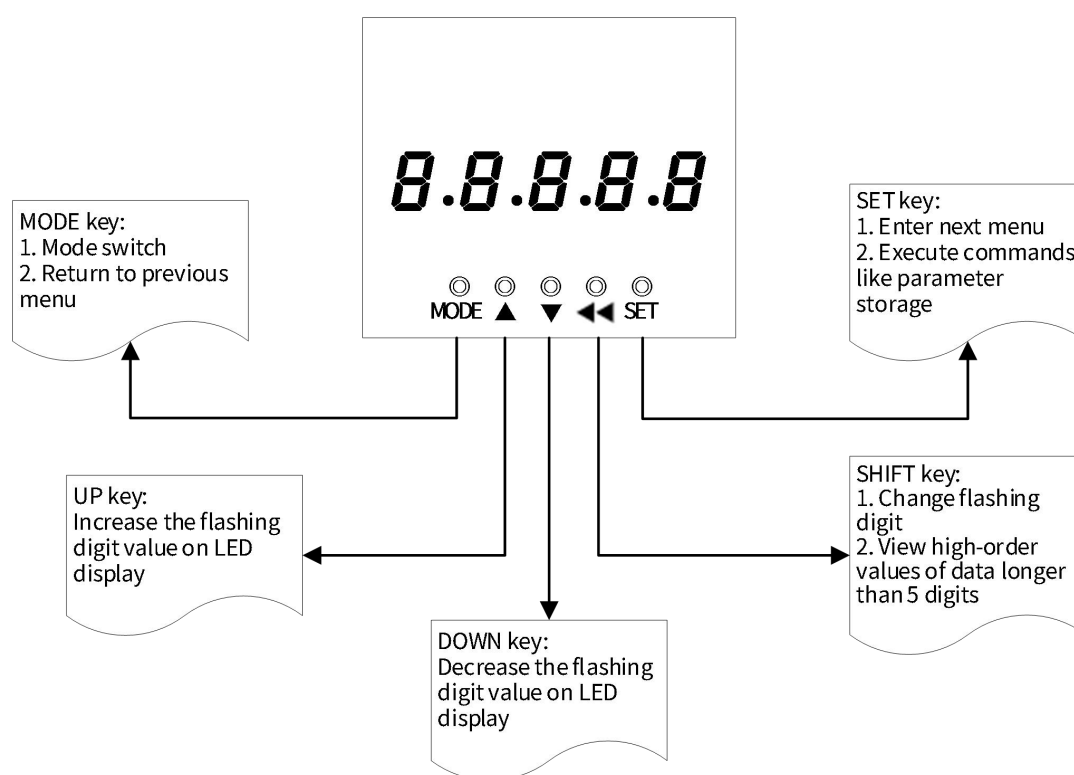 8.8.8.8.8
MODE ▲ ▼ ◀◀ SET
MODE key:
1. Mode switch
2. Return to previous
menu
SET key:
1. Enter next menu
2. Execute commands
like parameter
storage
UP key:
Increase the flashing
digit value on LED
display
SHIFT key:
1. Change flashing
digit
2. View high-order
values of data longer
than 5 digits
DOWN key:
Decrease the flashing
digit value on LED
display